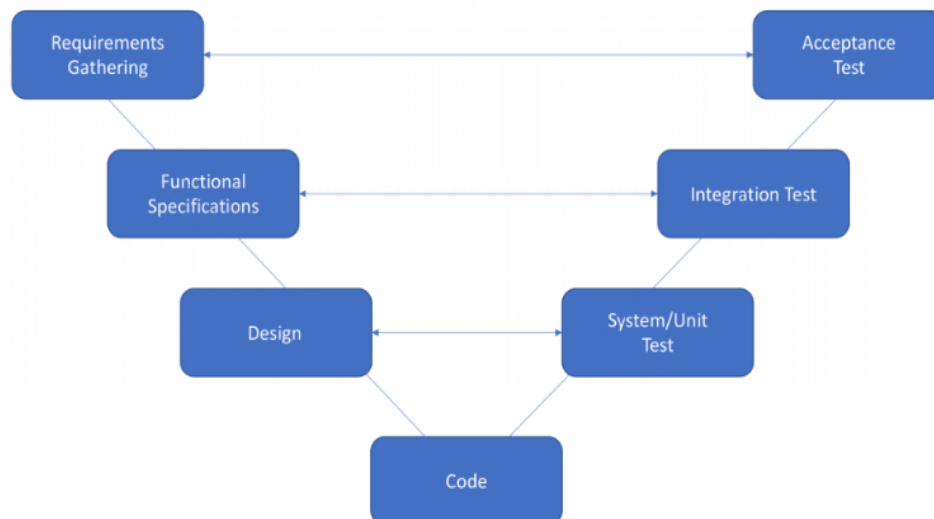 Requirements
Gathering
Acceptance
Test
Functional
Specifications
Integration Test
Design
System/Unit
Test
Code